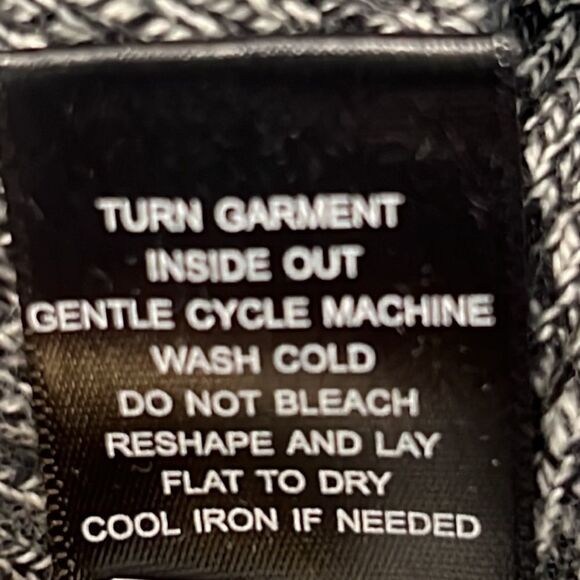 TURN GARMENT
INSIDE OUT
GENTLE CYCLE MACHINE
WASH COLD
DO NOT BLEACH
RESHAPE AND LAY
FLAT TO DRY
COOL IRON IF NEEDED